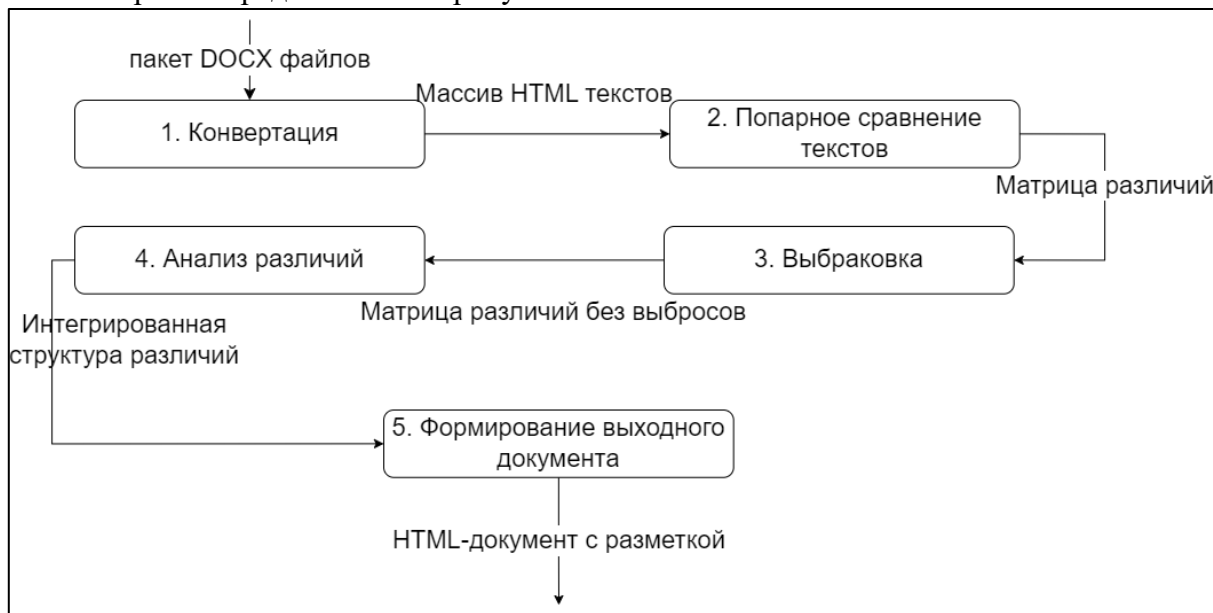 пакет DOCX файлов
Массив HTML текстов
1. Конвертация
2. Попарное сравнение
текстов
Матрица различий
4. Анализ различий
3. Выбраковка
Матрица различий без выбросов
Интегрированная
структура различий
5. Формирование выходного
документа
HTML-документ с разметкой